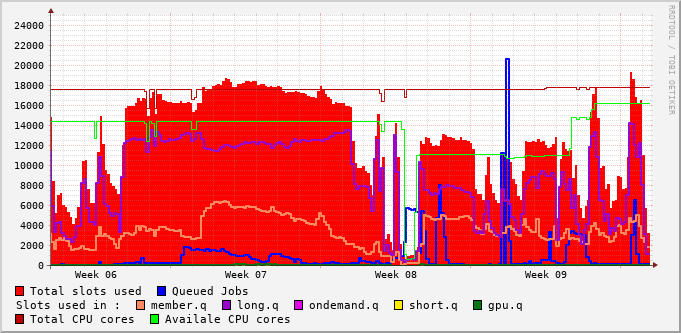 RRDTOOL / TOBI OETIKER
24000
22000
20000
18000
16000
14000
12000
10000
8000
6000
4000
2000
0
Week 06 Week 07 Week 08 Week 09
Total slots used Queued Jobs
Slots used in : member.q long.q ondemand.q short.q gpu.q
Total CPU cores Availale CPU cores